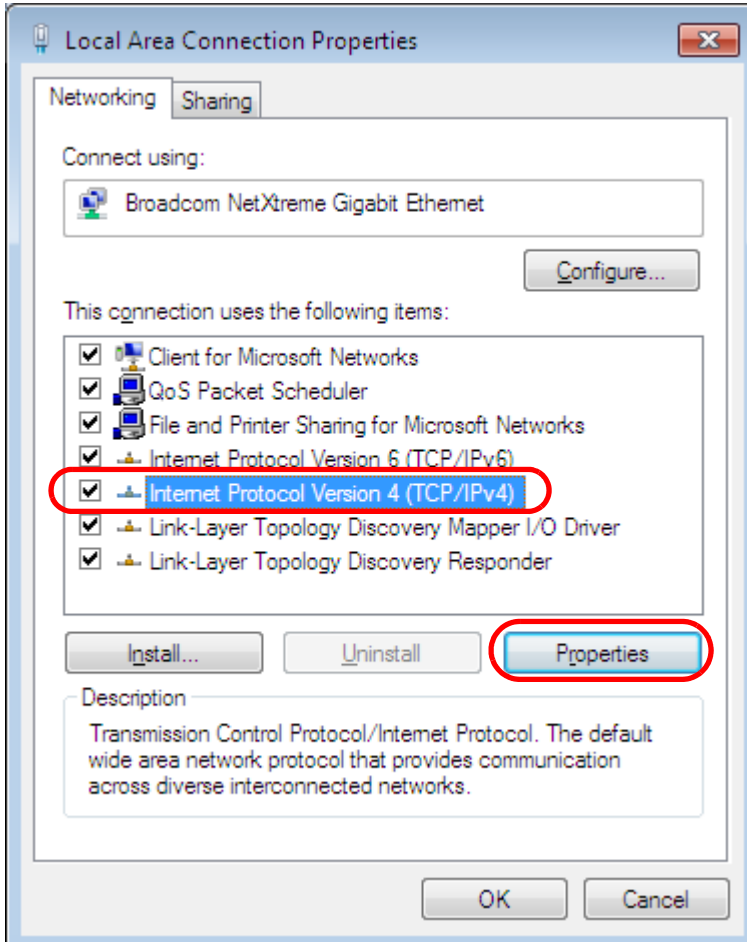 Local Area Connection Properties
Networking
Sharing
Connect using:
Broadcom NetXtreme Gigabit Ethernet
Configure...
This connection uses the following items:
Client for Microsoft Networks
QoS Packet Scheduler
File and Printer Sharing for Microsoft Networks
Internet Protocol Version 6 (TCP/IPv6)
Internet Protocol Version 4 (TCP/IPv4)
Link-Layer Topology Discovery Mapper I/O Driver
Link-Layer Topology Discovery Responder
Install...
Uninstall
Properties
Description
Transmission Control Protocol/Internet Protocol. The default
wide area network protocol that provides communication
across diverse interconnected networks.
OK
Cancel